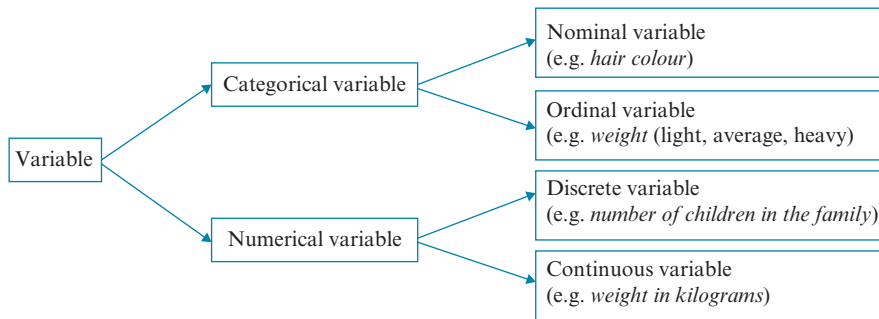 Variable
Categorical variable
Numerical variable
Nominal variable
(e.g. hair colour)
Ordinal variable
(e.g. weight (light, average, heavy)
Discrete variable
(e.g. number of children in the family)
Continuous variable
(e.g. weight in kilograms)